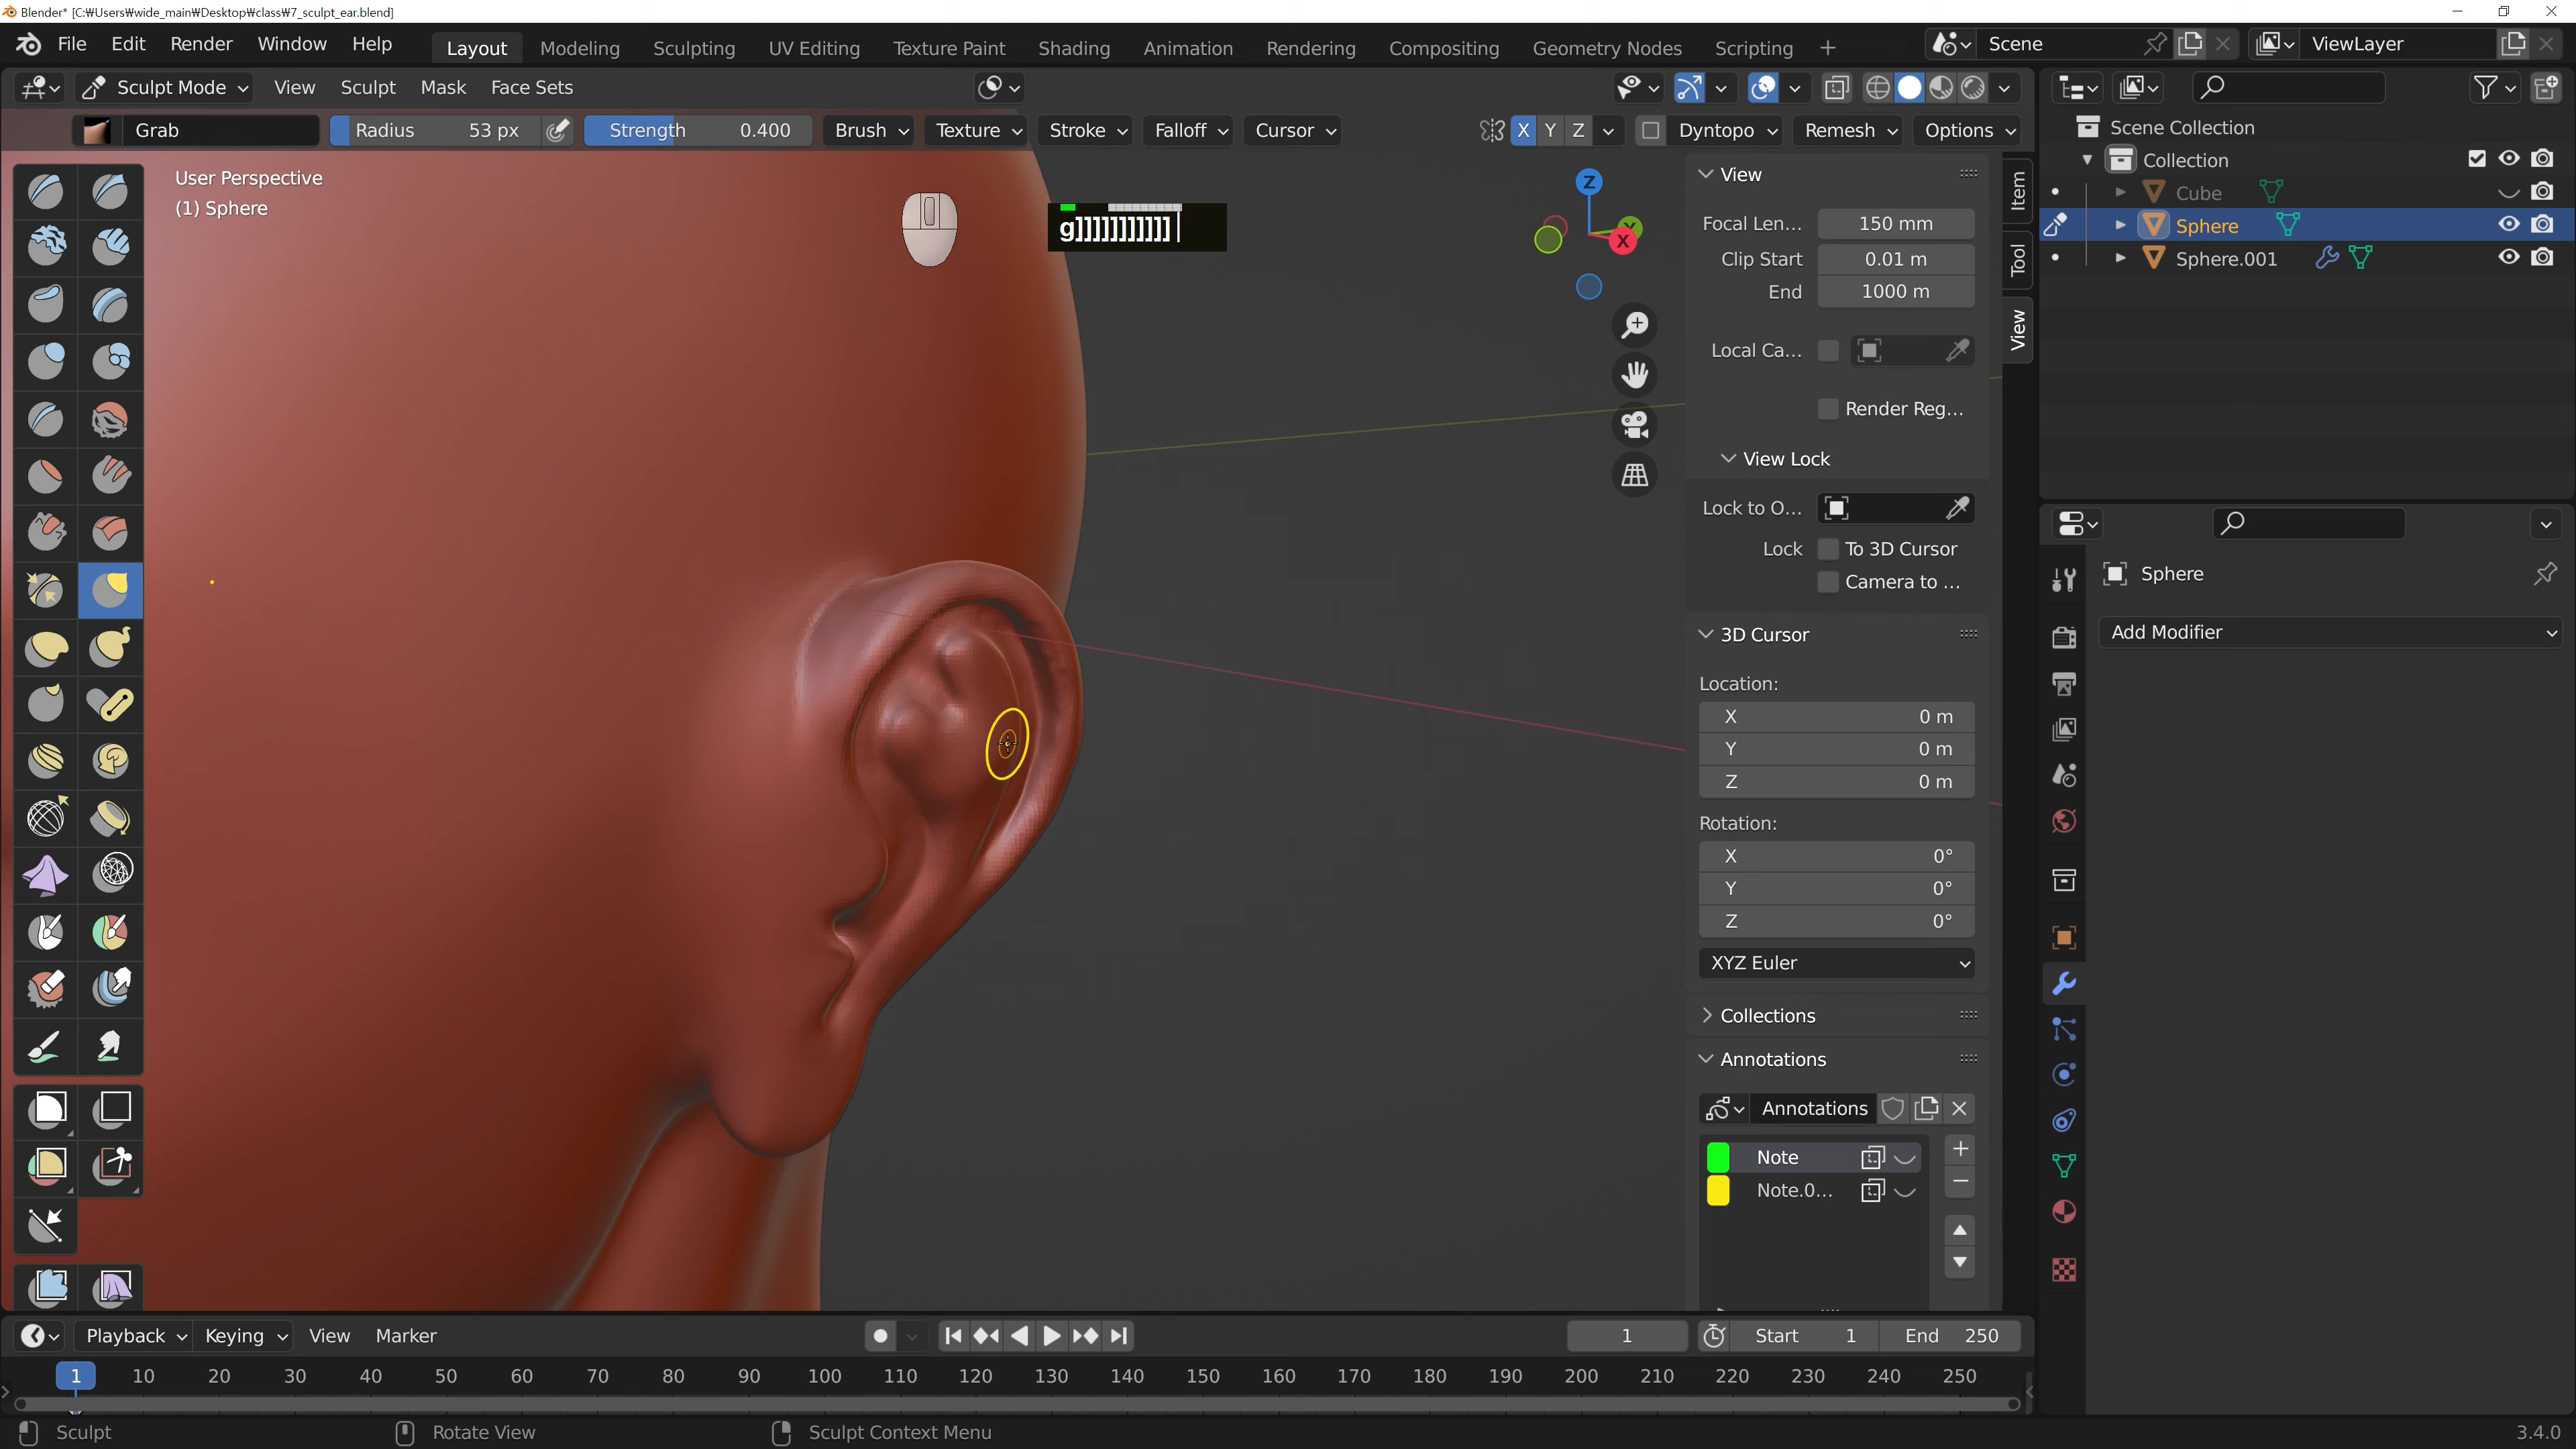 Blender* [C:₩Users₩wide_main₩Desktop₩class₩7_sculpt_ear.blend]
File Edit Render Window Help
Layout Modeling Sculpting UV Editing Texture Paint Shading Animation Rendering Compositing Geometry Nodes Scripting +
Scene ViewLayer
Sculpt Mode View Sculpt Mask Face Sets
Grab Radius 53 px Strength 0.400 Brush Texture Stroke Falloff Cursor
X Y Z Dyntopo Remesh Options
User Perspective
(1) Sphere
g]]]]]]]]]]]
Z
Y
X
View
Focal Len... 150 mm
Clip Start 0.01 m
End 1000 m
Local Ca...
Render Reg...
View Lock
Lock to O...
Lock To 3D Cursor
Camera to ...
3D Cursor
Location:
X 0 m
Y 0 m
Z 0 m
Rotation:
X 0°
Y 0°
Z 0°
XYZ Euler
Collections
Annotations
Annotations
Note
Note.0...
Item
Tool
View
Scene Collection
Collection
Cube
Sphere
Sphere.001
Sphere
Add Modifier
Playback Keying View Marker
1 Start 1 End 250
1 10 20 30 40 50 60 70 80 90 100 110 120 130 140 150 160 170 180 190 200 210 220 230 240 250
Sculpt Rotate View Sculpt Context Menu 3.4.0